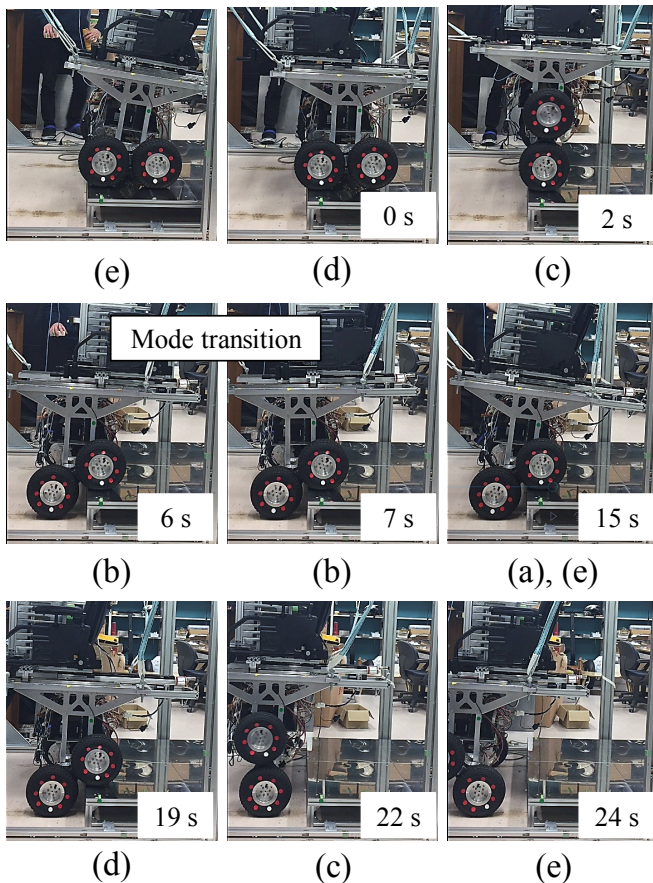 (e)
0 s
(d)
2 s
(c)
Mode transition
6 s
(b)
7 s
(b)
15 s
(a), (e)
19 s
(d)
22 s
(c)
24 s
(e)